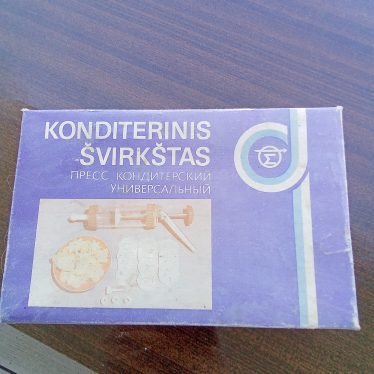 KONDITERINIS
ŠVIRKŠTAS
ПРЕСС КОНДИТЕРСКИЙ
УНИВЕРСАЛЬНЫЙ